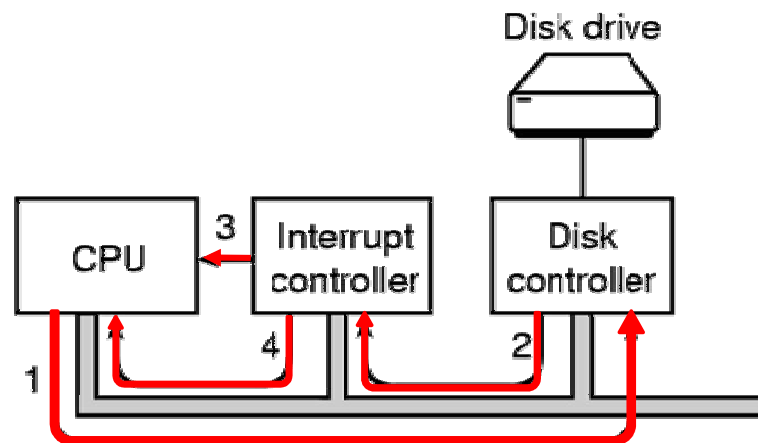 Disk drive
CPU
3
Interrupt
controller
Disk
controller
1
4
2